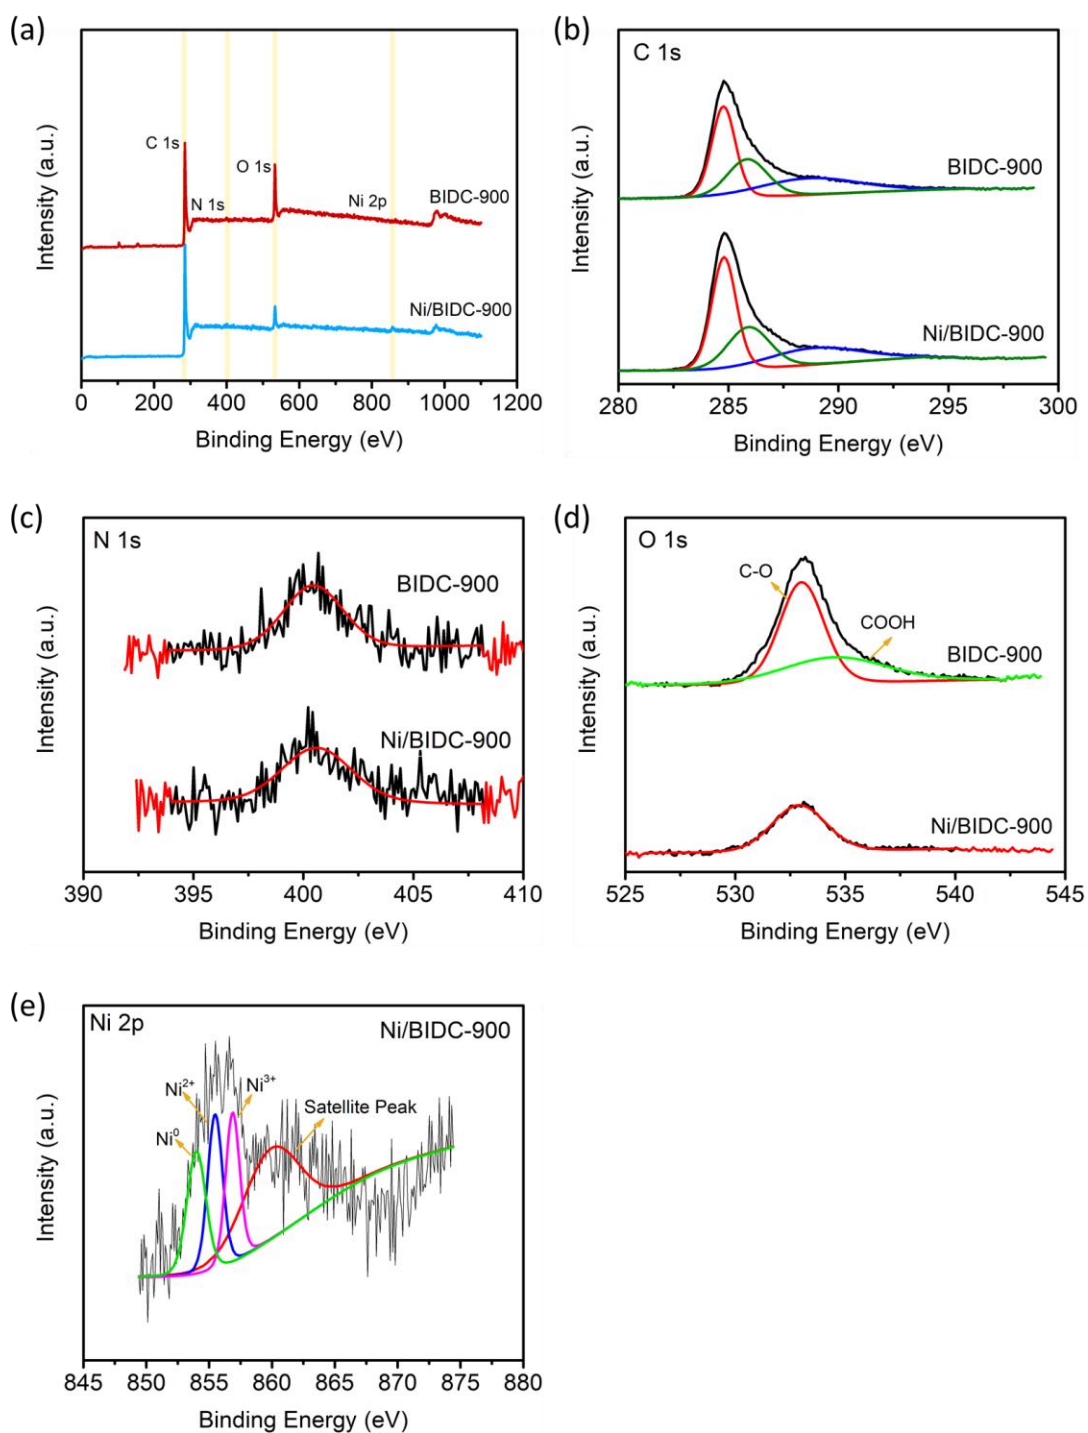 (a)
C 1s
N 1s
O 1s
Ni 2p
BIDC-900
Ni/BIDC-900
Intensity (a.u.)
0 200 400 600 800 1000 1200
Binding Energy (eV)
(b)
C 1s
BIDC-900
Ni/BIDC-900
Intensity (a.u.)
280 285 290 295 300
Binding Energy (eV)
(c)
N 1s
BIDC-900
Ni/BIDC-900
Intensity (a.u.)
390 395 400 405 410
Binding Energy (eV)
(d)
O 1s
C-O
COOH
BIDC-900
Ni/BIDC-900
Intensity (a.u.)
525 530 535 540 545
Binding Energy (eV)
(e)
Ni 2p
Ni/BIDC-900
Ni²⁺
Ni³⁺
Satellite Peak
Ni⁰
Intensity (a.u.)
845 850 855 860 865 870 875 880
Binding Energy (eV)